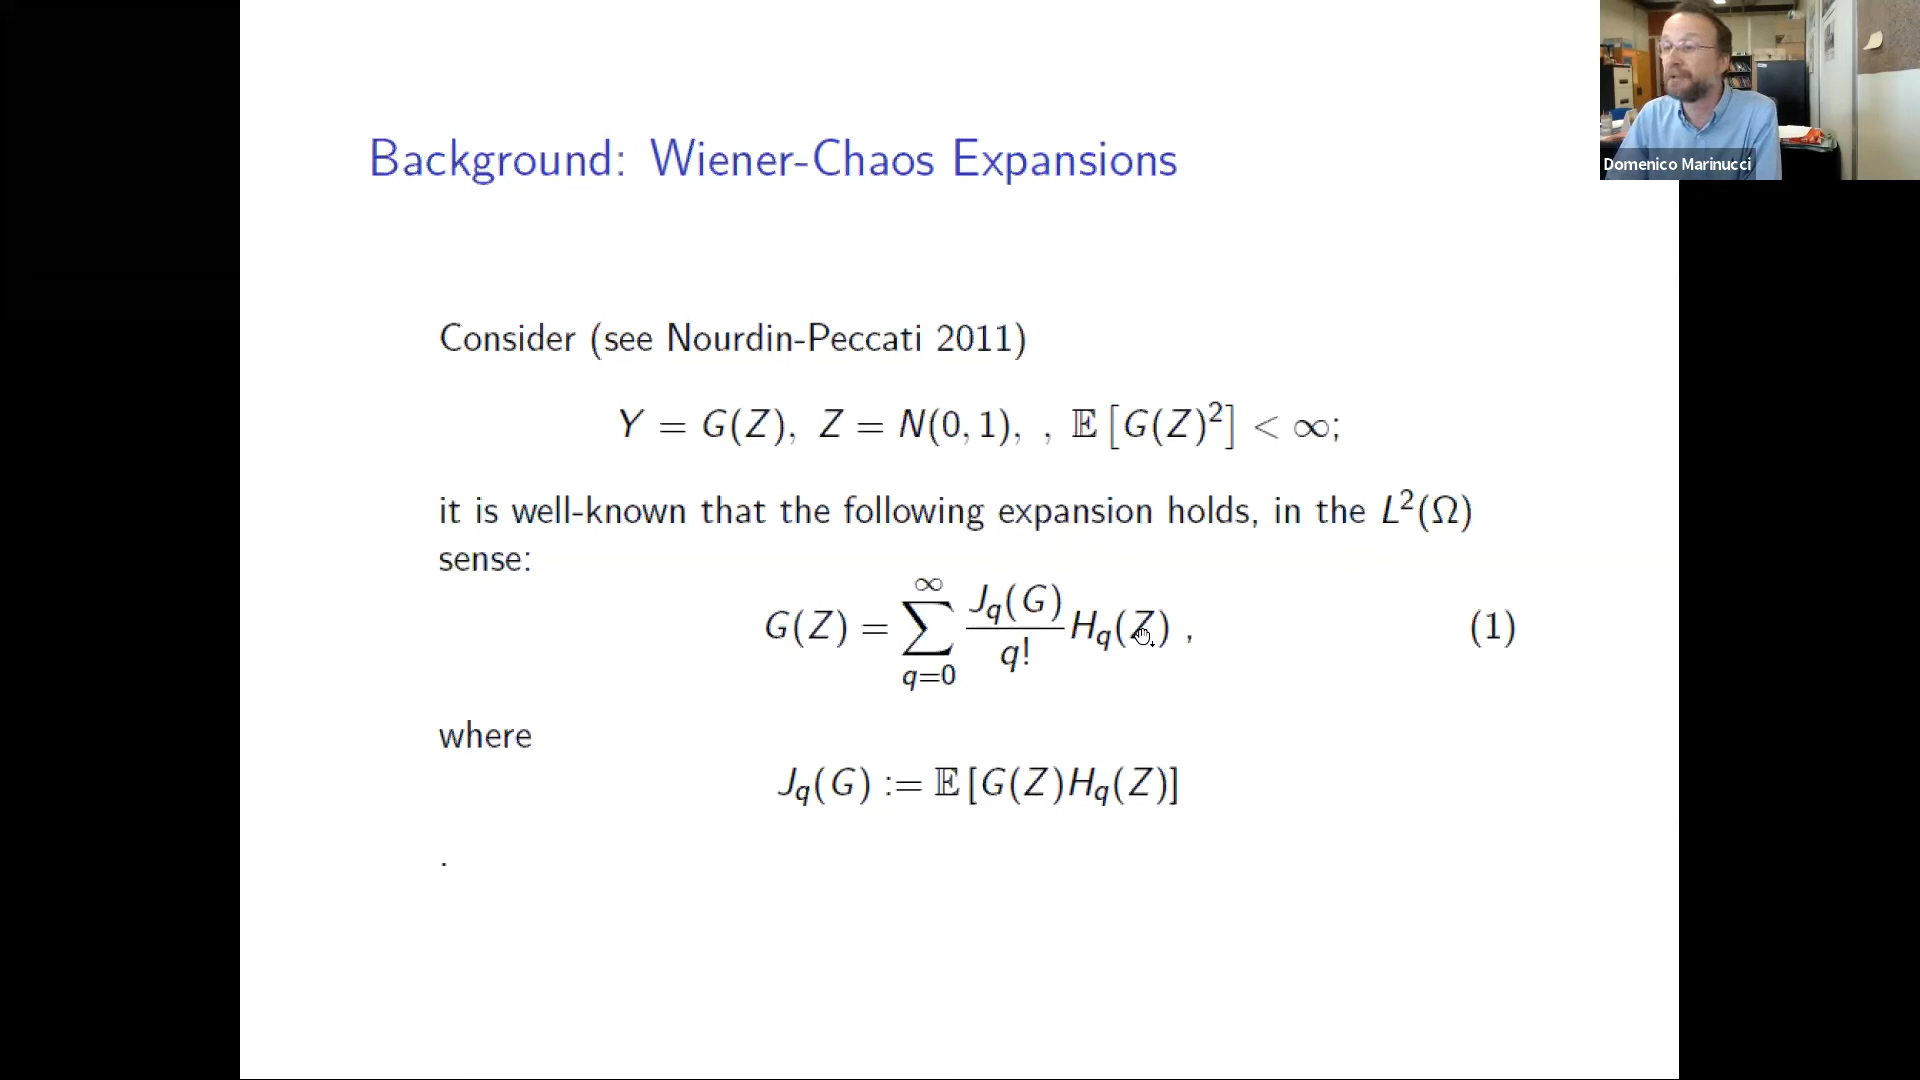 Background: Wiener-Chaos Expansions
Domenico Marinucci
Consider (see Nourdin-Peccati 2011)
Y = G(Z), Z = N(0, 1), , 𝔼 [G(Z)²] < ∞;
it is well-known that the following expansion holds, in the L²(Ω)
sense:
G(Z) = ∑_{q=0}^{∞} \frac{J_q(G)}{q!} H_q(Z) , (1)
where
J_q(G) := 𝔼 [G(Z)H_q(Z)]
.